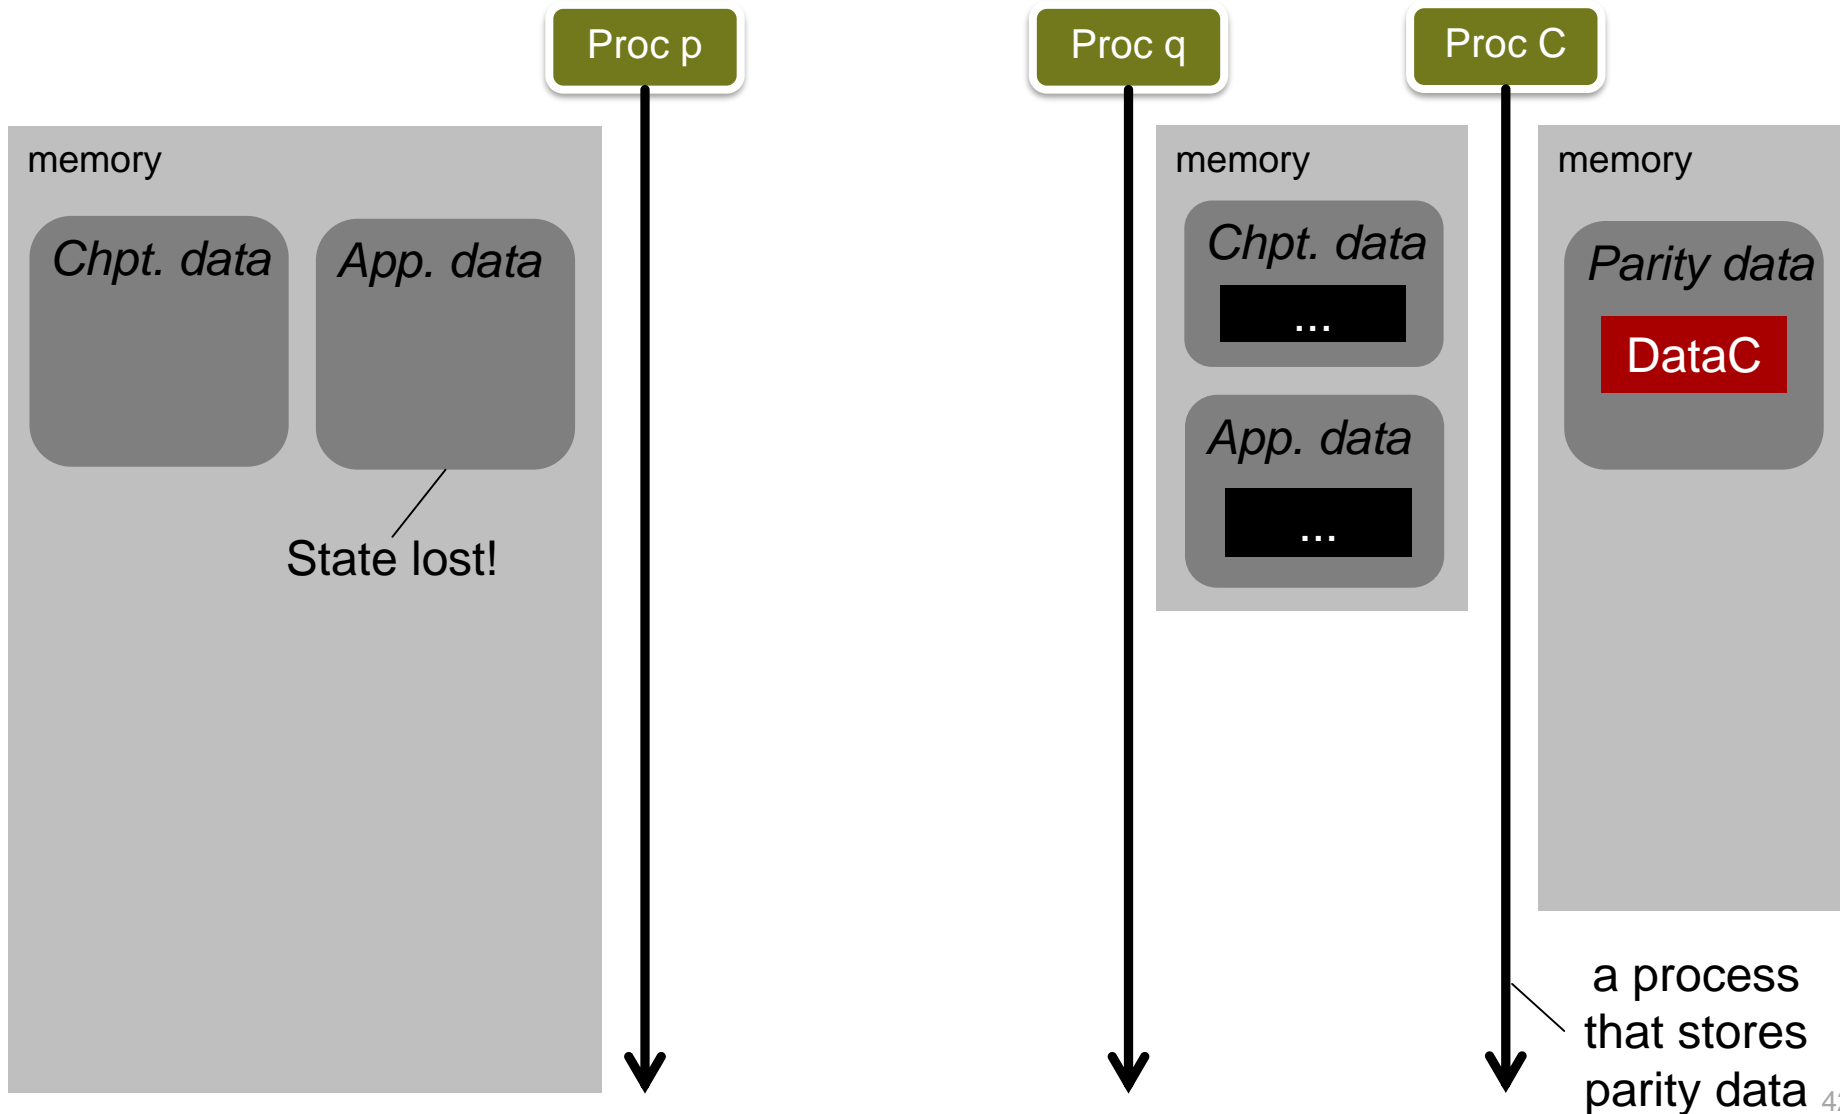 Proc p
Proc q
Proc C
memory
Chpt. data
App. data
State lost!
memory
Chpt. data
...
App. data
...
memory
Parity data
DataC
a process
that stores
parity data